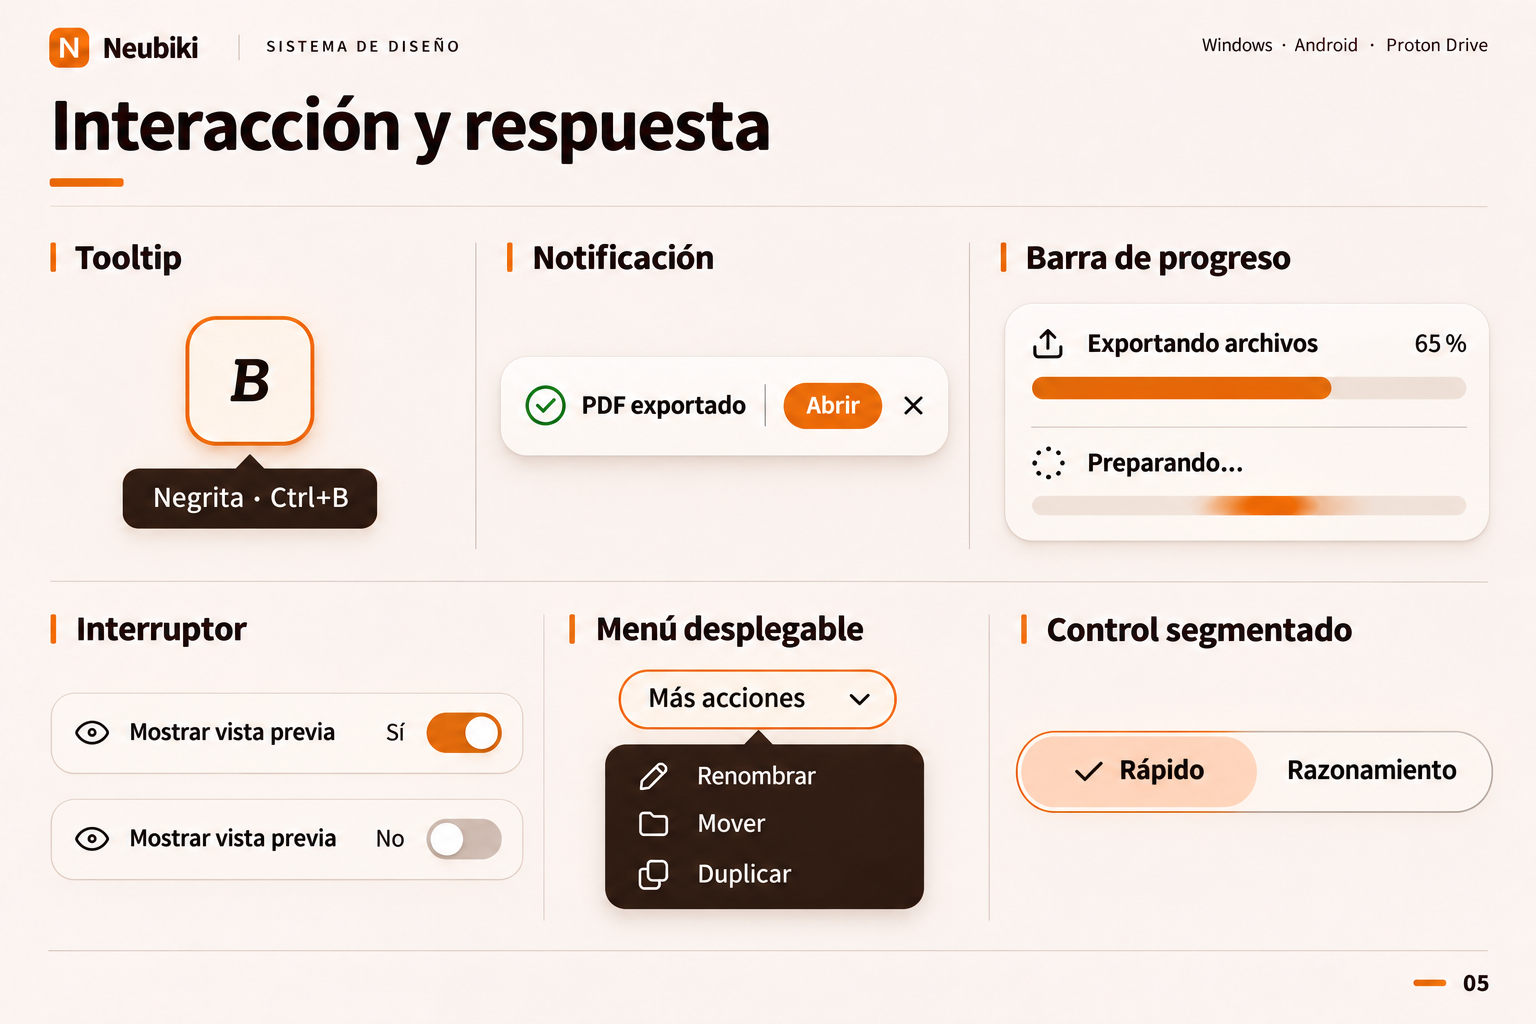 N Neubiki
SISTEMA DE DISEÑO
Windows · Android · Proton Drive
Interacción y respuesta
Tooltip
B
Negrita · Ctrl+B
Notificación
PDF exportado
Abrir
Barra de progreso
Exportando archivos
65 %
Preparando...
Interruptor
Mostrar vista previa
Sí
Mostrar vista previa
No
Menú desplegable
Más acciones
Renombrar
Mover
Duplicar
Control segmentado
Rápido
Razonamiento
05